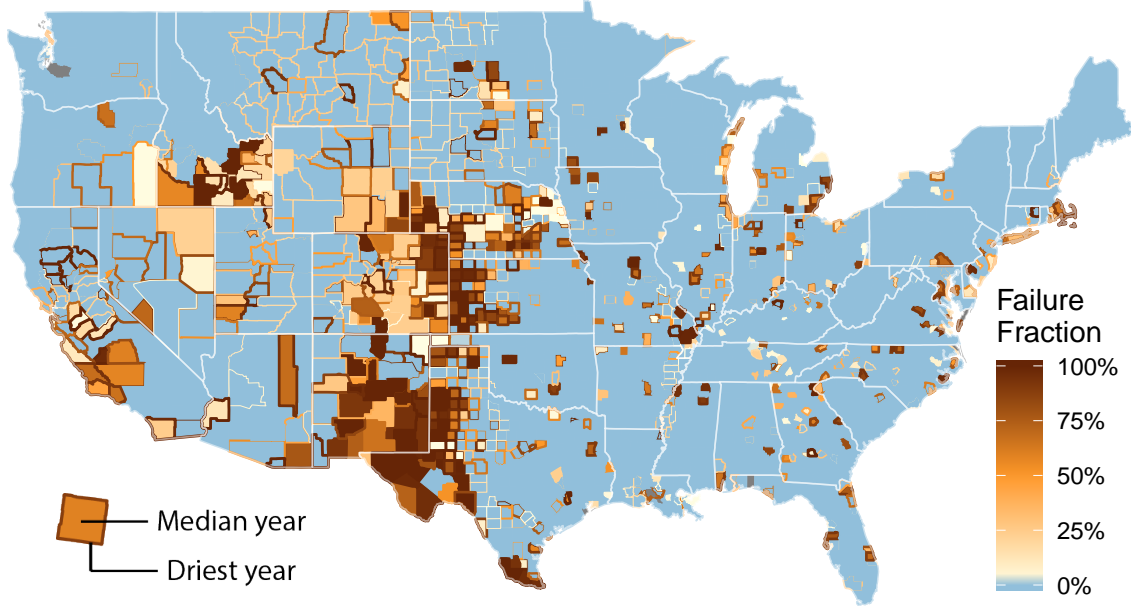 Failure
Fraction
100%
75%
50%
25%
0%
Median year
Driest year